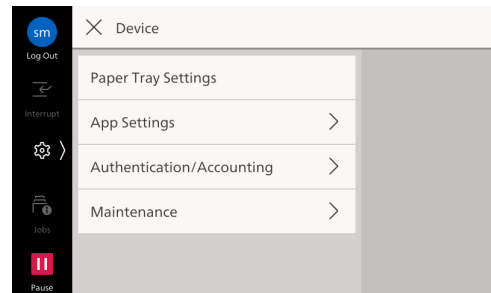 sm
Log Out
Interrupt
Jobs
Pause
Device
Paper Tray Settings
App Settings
Authentication/Accounting
Maintenance